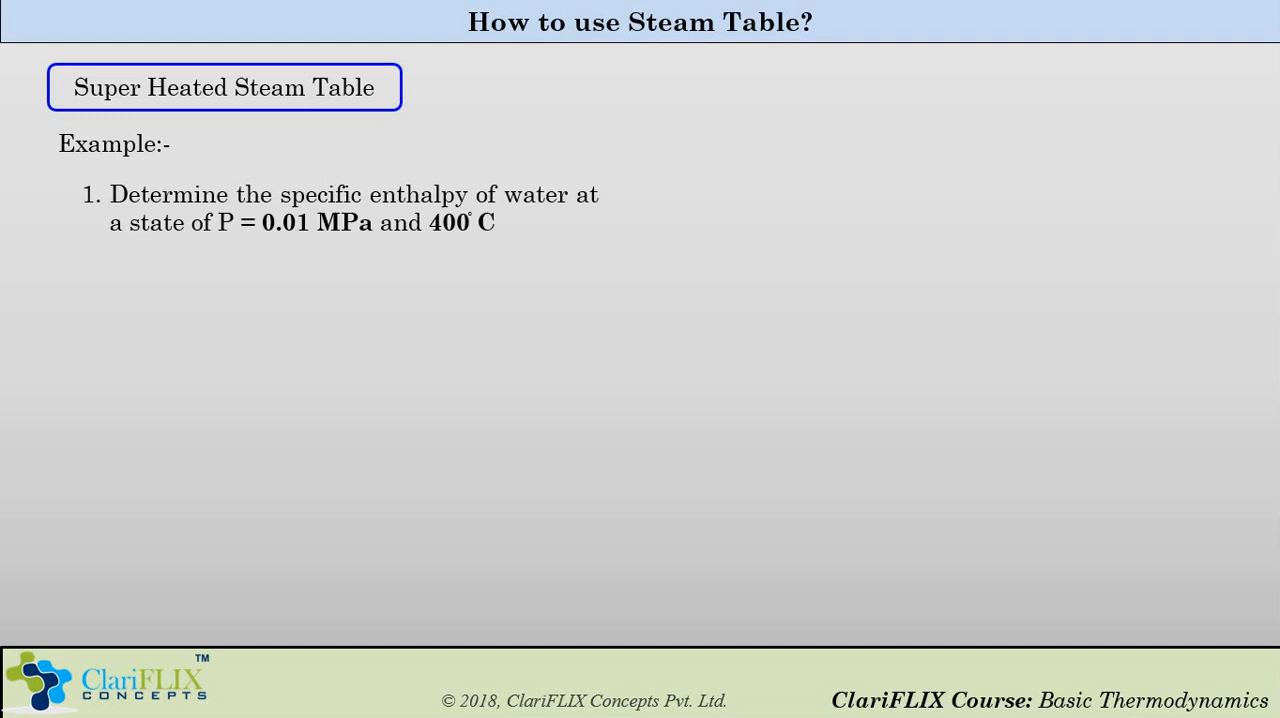 How to use Steam Table?
Super Heated Steam Table
Example:-
1. Determine the specific enthalpy of water at
a state of P = 0.01 MPa and 400° C
ClariFLIX TM
CONCEPTS
© 2018, ClariFLIX Concepts Pvt. Ltd.
ClariFLIX Course: Basic Thermodynamics